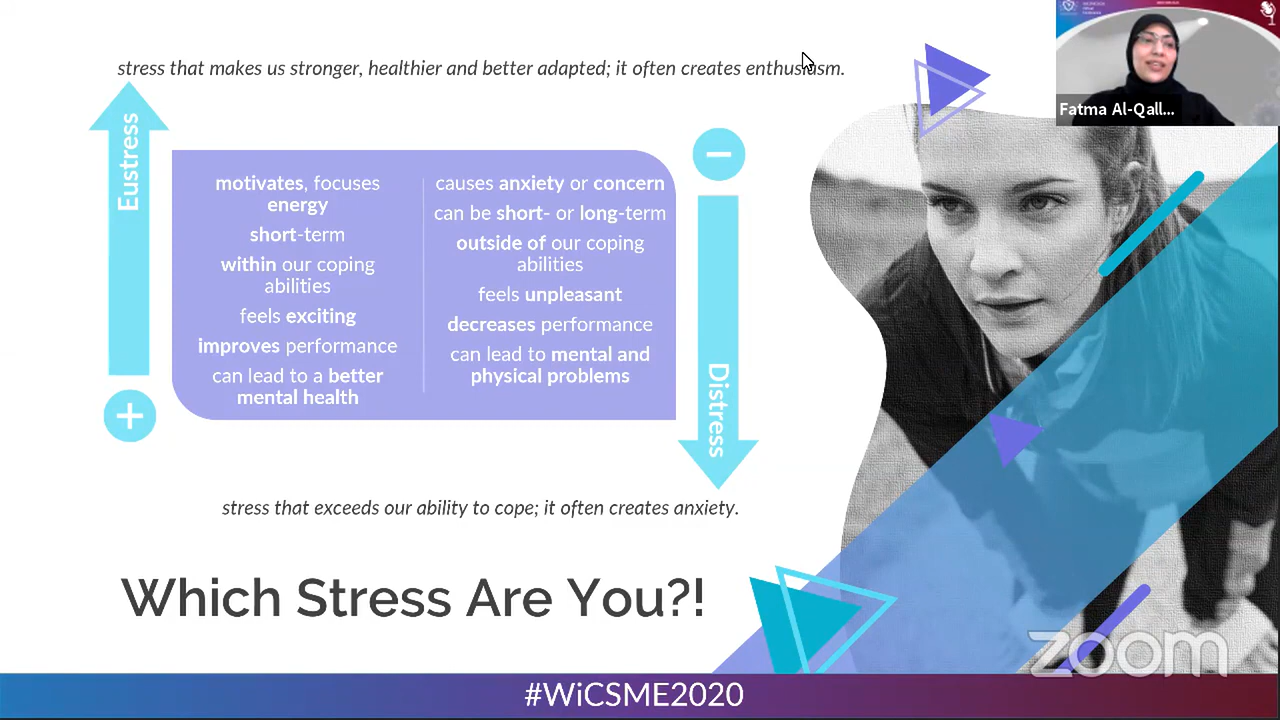 stress that makes us stronger, healthier and better adapted; it often creates enthusiasm.
Fatma Al-Qall...
Eustress
motivates, focuses
energy
short-term
within our coping
abilities
feels exciting
improves performance
can lead to a better
mental health
causes anxiety or concern
can be short- or long-term
outside of our coping
abilities
feels unpleasant
decreases performance
can lead to mental and
physical problems
Distress
stress that exceeds our ability to cope; it often creates anxiety.
Which Stress Are You?!
zoom
#WiCSME2020